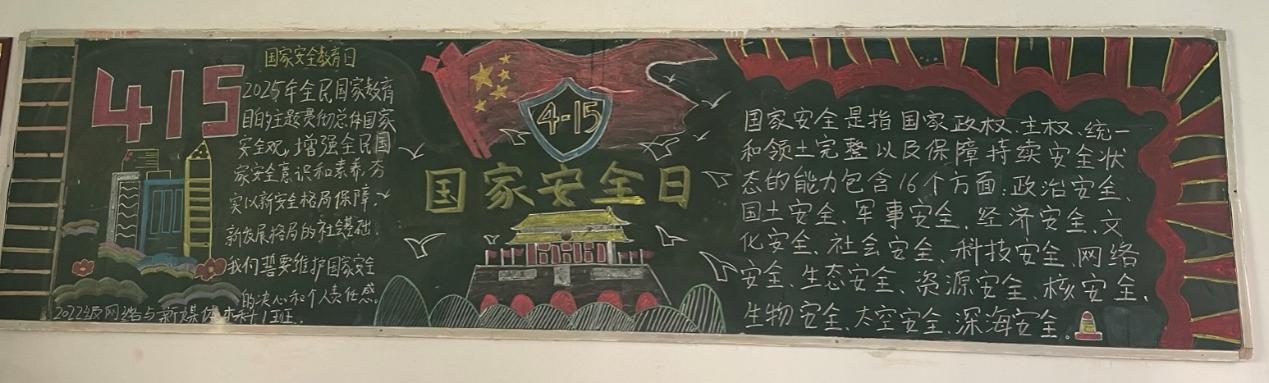 415
国家安全教育日
2025年全民国家教育
日的主题贯彻总体国家
安全观，增强全民国
家安全意识和素养，夯
实以新安全格局保障
新发展格局的社会基础。
我们要维护国家安全
的决心和个人责任感。
2022级网络与新媒体本科1班.
4-15
国家安全日
国家安全是指国家政权、主权、统一
和领土完整以及保障持续安全状
态的能力包含16个方面：政治安全、
国土安全、军事安全、经济安全、文
化安全、社会安全、科技安全、网络
安全、生态安全、资源安全、核安全、
生物安全、太空安全、深海安全。